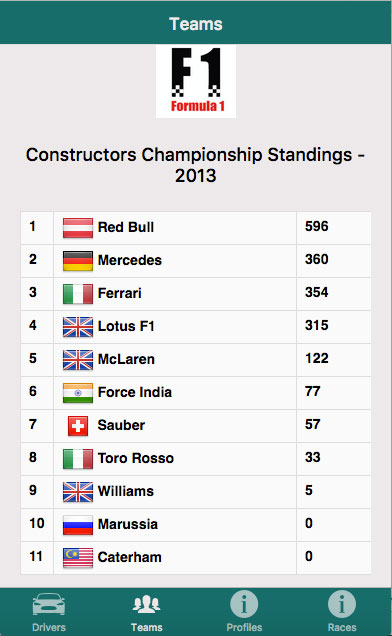 Teams
F1
Formula 1
Constructors Championship Standings -
2013
1 Red Bull 596
2 Mercedes 360
3 Ferrari 354
4 Lotus F1 315
5 McLaren 122
6 Force India 77
7 Sauber 57
8 Toro Rosso 33
9 Williams 5
10 Marussia 0
11 Caterham 0
Drivers Teams Profiles Races